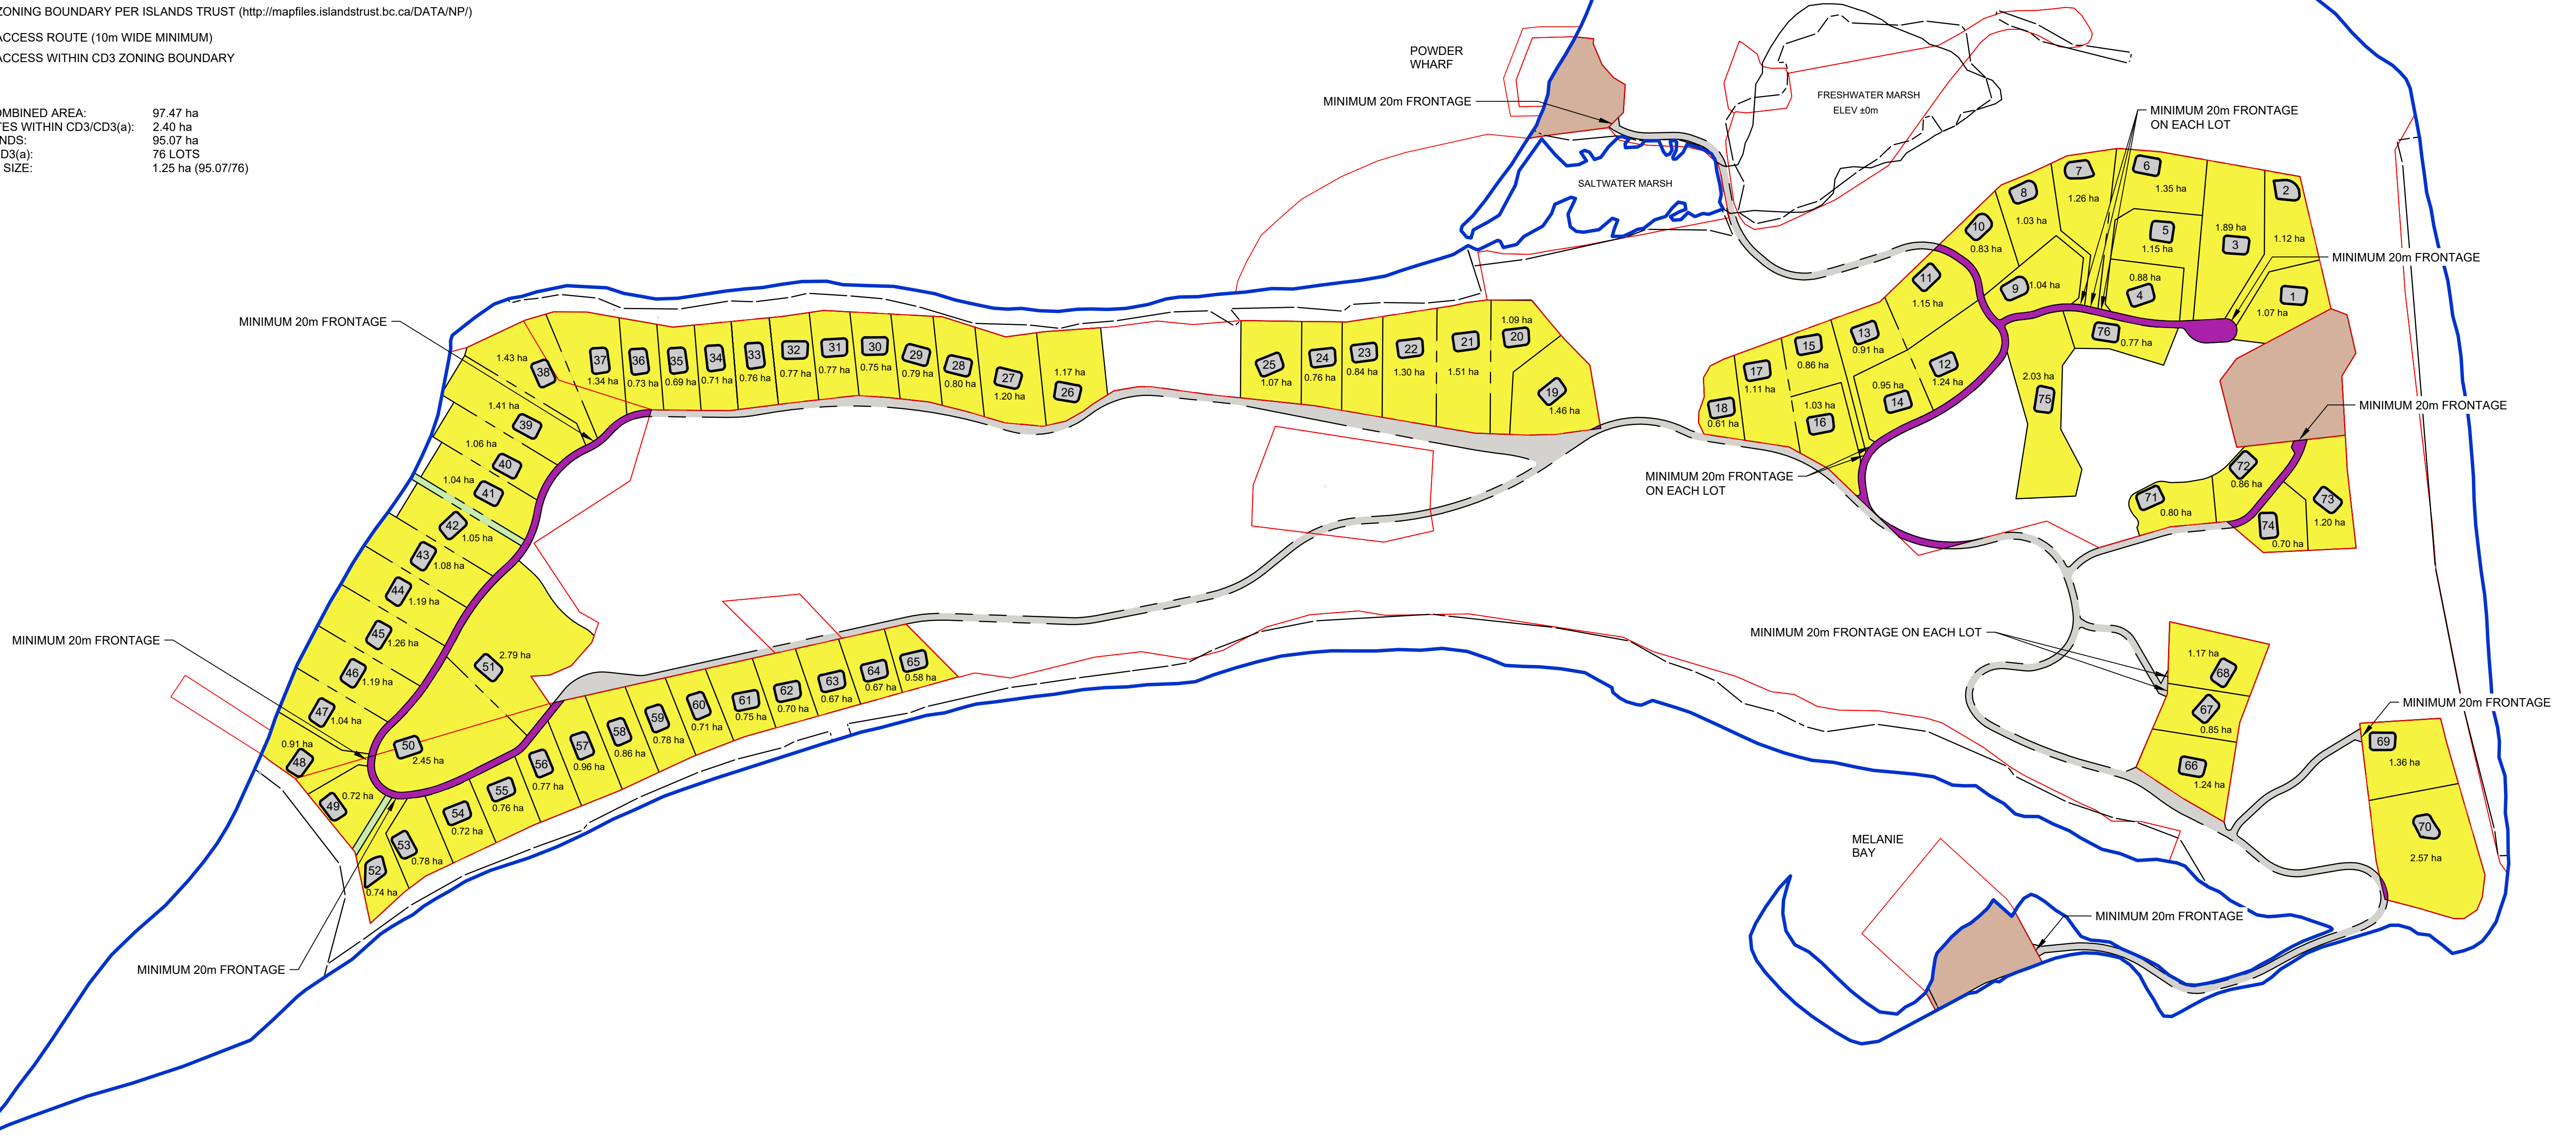 ZONING BOUNDARY PER ISLANDS TRUST (http://mapfiles.islandstrust.bc.ca/DATA/NP/)
ACCESS ROUTE (10m WIDE MINIMUM)
ACCESS WITHIN CD3 ZONING BOUNDARY
OMBINED AREA: 97.47 ha
TES WITHIN CD3/CD3(a): 2.40 ha
NDS: 95.07 ha
D3(a): 76 LOTS
SIZE: 1.25 ha (95.07/76)
POWDER
WHARF
MINIMUM 20m FRONTAGE
FRESHWATER MARSH
ELEV ±0m
SALTWATER MARSH
MINIMUM 20m FRONTAGE
ON EACH LOT
MINIMUM 20m FRONTAGE
MINIMUM 20m FRONTAGE
MINIMUM 20m FRONTAGE
1 1.07 ha
2 1.12 ha
3 1.89 ha
4 0.88 ha
5 1.15 ha
6 1.35 ha
7 1.26 ha
8 1.03 ha
9 1.04 ha
10 0.83 ha
11 1.15 ha
12 1.24 ha
13 0.91 ha
14 0.95 ha
15 0.86 ha
16 1.03 ha
17 1.11 ha
18 0.61 ha
19 1.46 ha
20 1.09 ha
21 1.51 ha
22 1.30 ha
23 0.84 ha
24 0.76 ha
25 1.07 ha
26 1.17 ha
27 1.20 ha
28 0.80 ha
29 0.79 ha
30 0.75 ha
31 0.77 ha
32 0.77 ha
33 0.76 ha
34 0.71 ha
35 0.69 ha
36 0.73 ha
37 1.34 ha
38 1.43 ha
39 1.41 ha
40 1.06 ha
41 1.04 ha
42 1.05 ha
43 1.08 ha
44 1.19 ha
45 1.26 ha
46 1.19 ha
47 1.04 ha
48 0.91 ha
49 0.72 ha
50 2.45 ha
51 2.79 ha
52 0.74 ha
53 0.78 ha
54 0.72 ha
55 0.76 ha
56 0.77 ha
57 0.96 ha
58 0.86 ha
59 0.78 ha
60 0.71 ha
61 0.75 ha
62 0.70 ha
63 0.67 ha
64 0.67 ha
65 0.58 ha
66 1.24 ha
67 0.85 ha
68 1.17 ha
69 1.36 ha
70 2.57 ha
71 0.80 ha
72 0.86 ha
73 1.20 ha
74 0.70 ha
75 2.03 ha
76 0.77 ha
MINIMUM 20m FRONTAGE
ON EACH LOT
MINIMUM 20m FRONTAGE ON EACH LOT
MINIMUM 20m FRONTAGE
MINIMUM 20m FRONTAGE
MELANIE
BAY
MINIMUM 20m FRONTAGE
MINIMUM 20m FRONTAGE